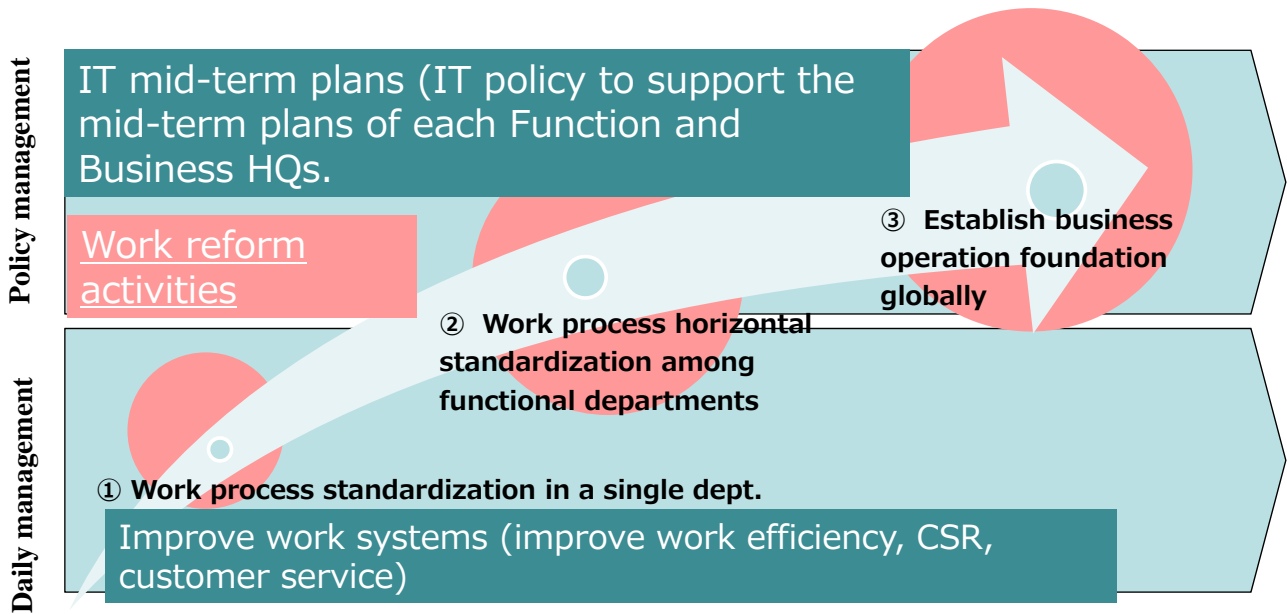 Policy management
IT mid-term plans (IT policy to support the
mid-term plans of each Function and
Business HQs.
Work reform
activities
③ Establish business
operation foundation
globally
② Work process horizontal
standardization among
functional departments
Daily management
① Work process standardization in a single dept.
Improve work systems (improve work efficiency, CSR,
customer service)